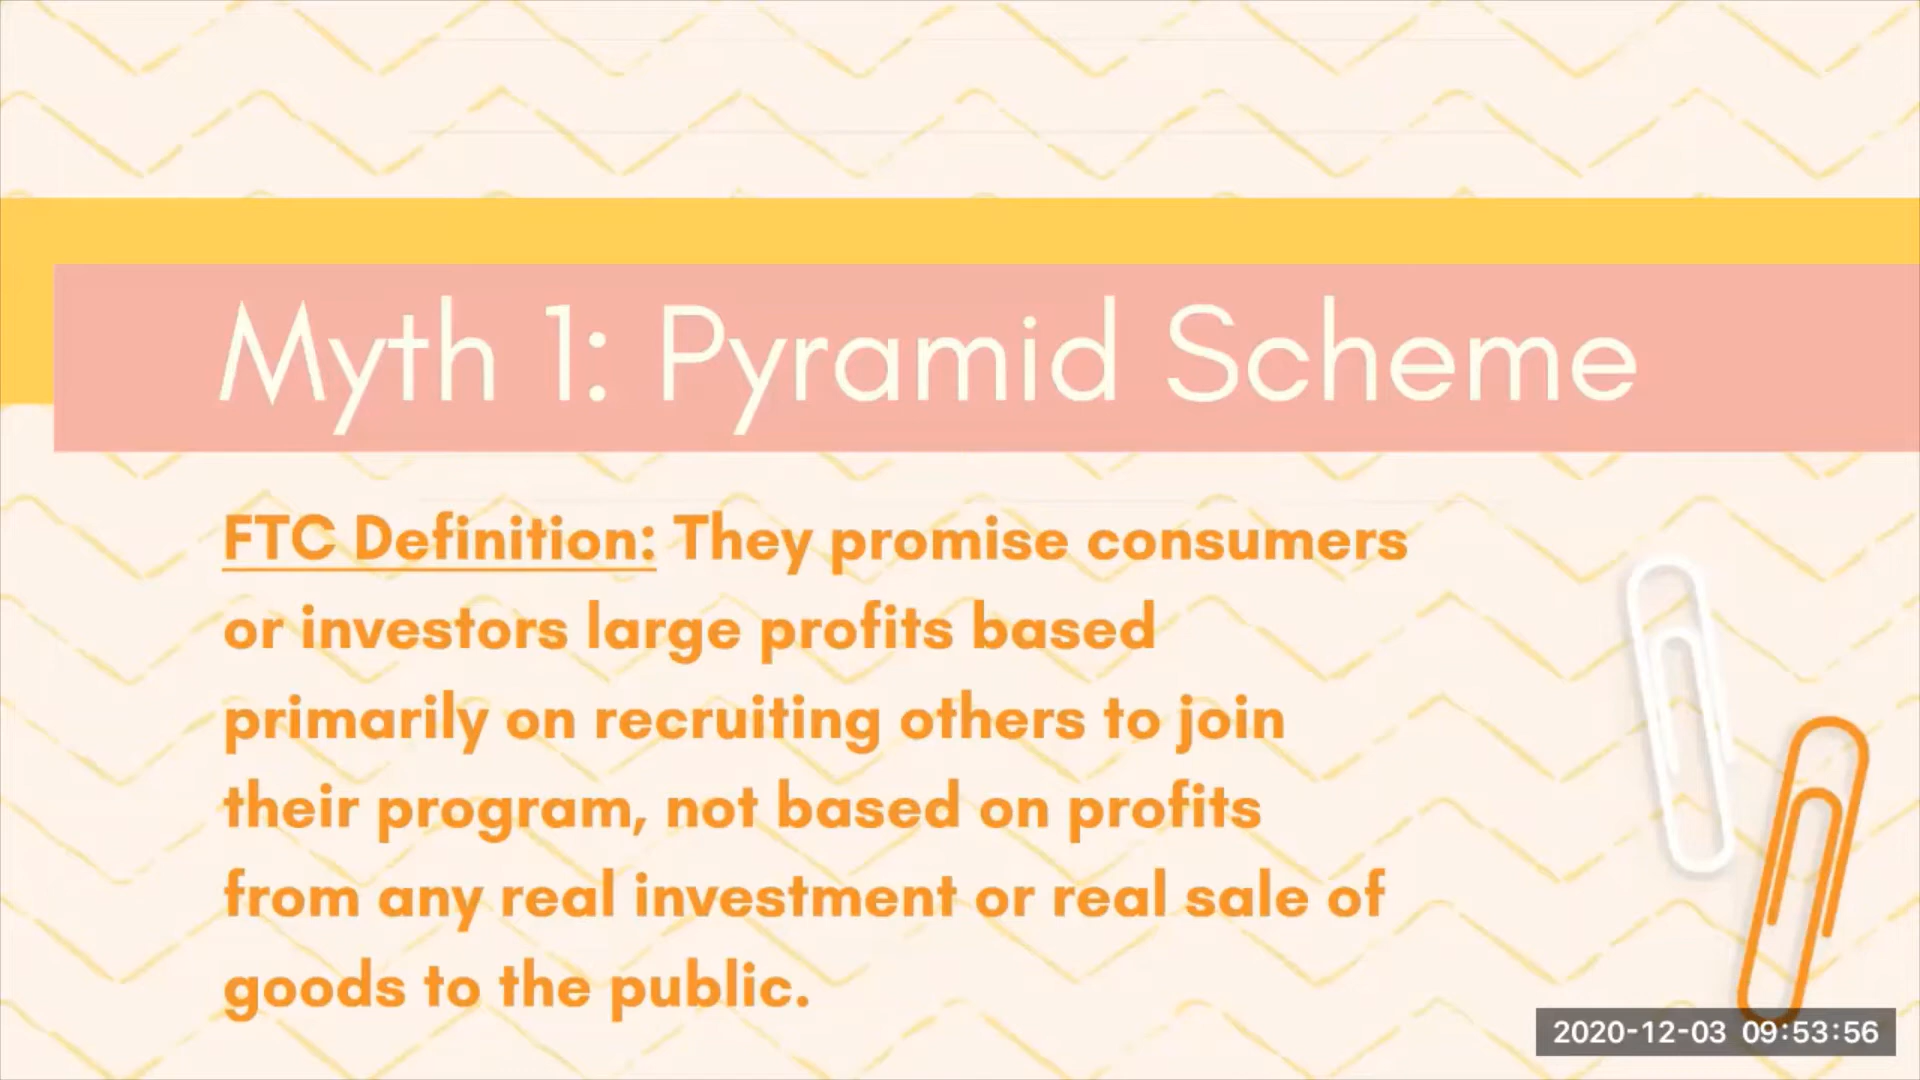 Myth 1: Pyramid Scheme
FTC Definition: They promise consumers
or investors large profits based
primarily on recruiting others to join
their program, not based on profits
from any real investment or real sale of
goods to the public.
2020-12-03 09:53:56